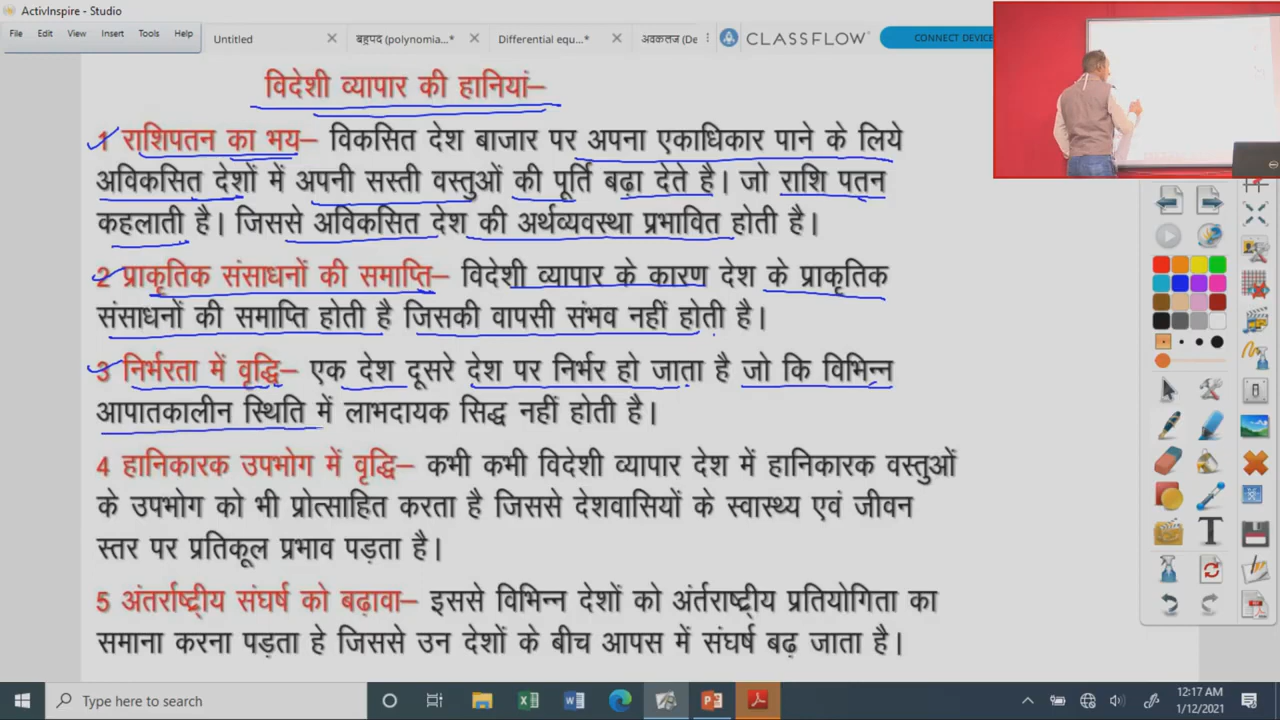 ActivInspire - Studio
File Edit View Insert Tools Help
Untitled
बहुपद (polynomia...*
Differential equ...*
अवकतज (De
CLASSFLOW
CONNECT DEVICE
विदेशी व्यापार की हानियां–
1 राशिपतन का भय– विकसित देश बाजार पर अपना एकाधिकार पाने के लिये
अविकसित देशों में अपनी सस्ती वस्तुओं की पूर्ति बढ़ा देते है। जो राशि पतन
कहलाती है। जिससे अविकसित देश की अर्थव्यवस्था प्रभावित होती है।
2 प्राकृतिक संसाधनों की समाप्ति– विदेशी व्यापार के कारण देश के प्राकृतिक
संसाधनों की समाप्ति होती है जिसकी वापसी संभव नहीं होती है।
3 निर्भरता में वृद्धि– एक देश दूसरे देश पर निर्भर हो जाता है जो कि विभिन्न
आपातकालीन स्थिति में लाभदायक सिद्ध नहीं होती है।
4 हानिकारक उपभोग में वृद्धि– कभी कभी विदेशी व्यापार देश में हानिकारक वस्तुओं
के उपभोग को भी प्रोत्साहित करता है जिससे देशवासियों के स्वास्थ्य एवं जीवन
स्तर पर प्रतिकूल प्रभाव पड़ता है।
5 अंतर्राष्ट्रीय संघर्ष को बढ़ावा– इससे विभिन्न देशों को अंर्तराष्ट्रीय प्रतियोगिता का
समाना करना पड़ता हे जिससे उन देशों के बीच आपस में संघर्ष बढ़ जाता है।
Type here to search
12:17 AM
1/12/2021